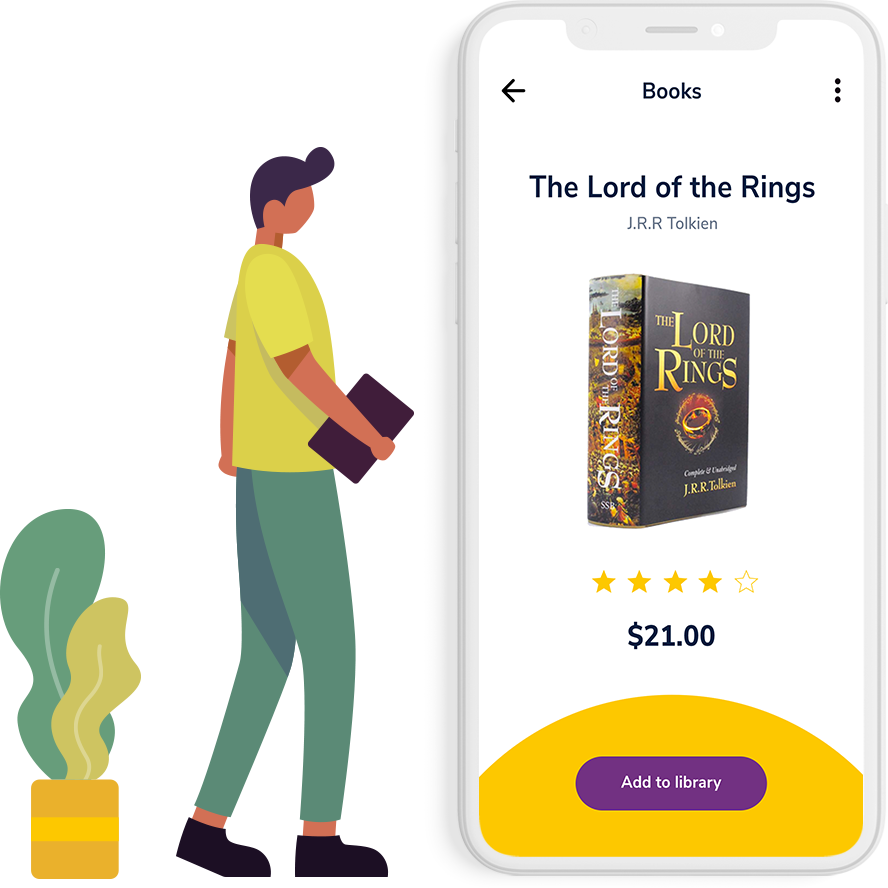 Books
The Lord of the Rings
J.R.R Tolkien
THE LORD OF THE RINGS
SSR
THE
LORD
OF THE
RINGS
Complete & Unabridged
J.R.R.Tolkien
$21.00
Add to library